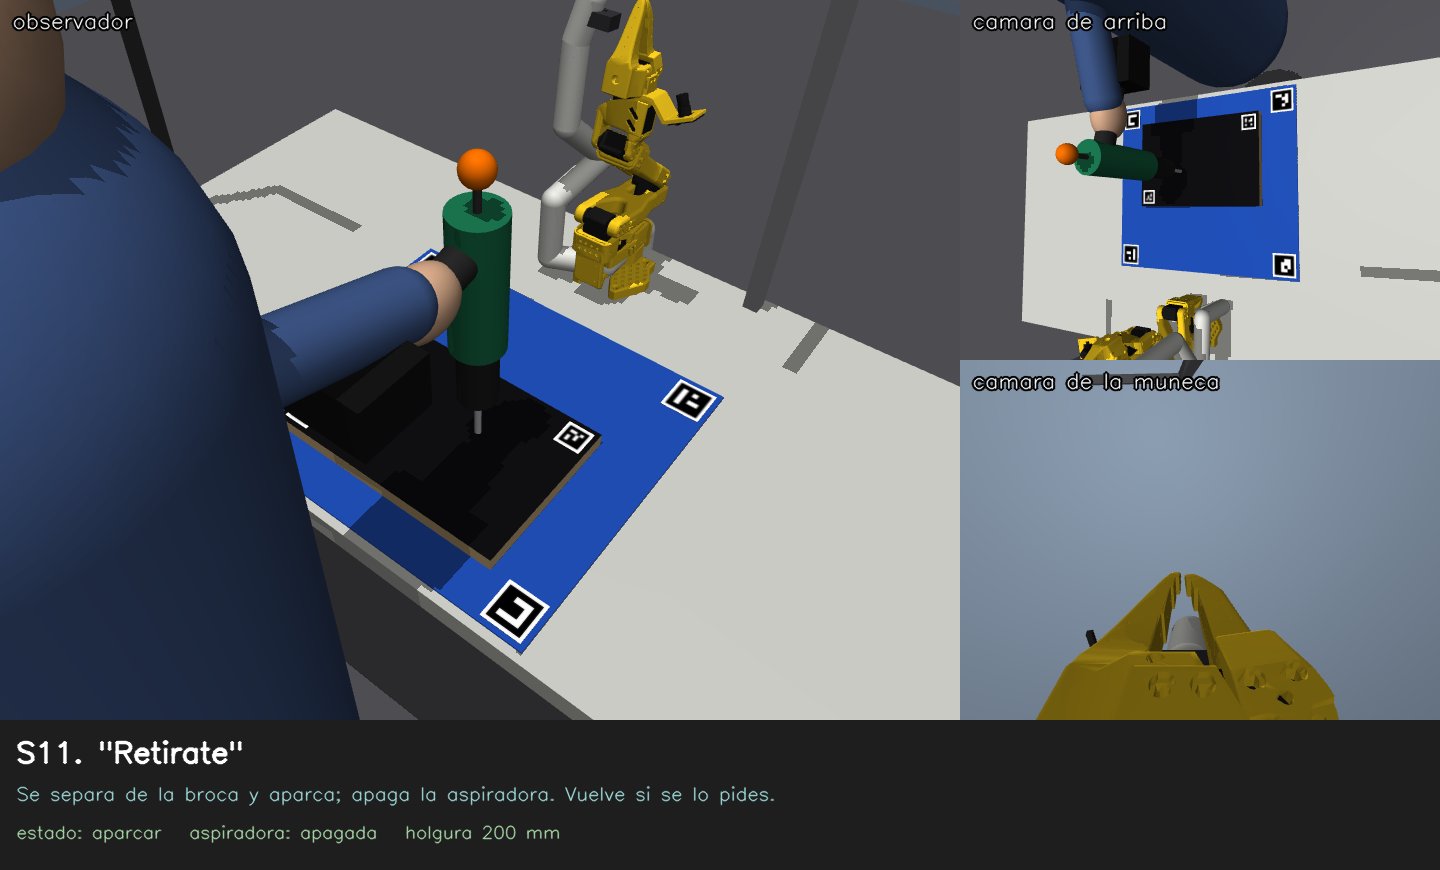 observador
camara de arriba
camara de la muneca
S11. "Retirate"
Se separa de la broca y aparca; apaga la aspiradora. Vuelve si se lo pides.
estado: aparcar aspiradora: apagada holgura 200 mm